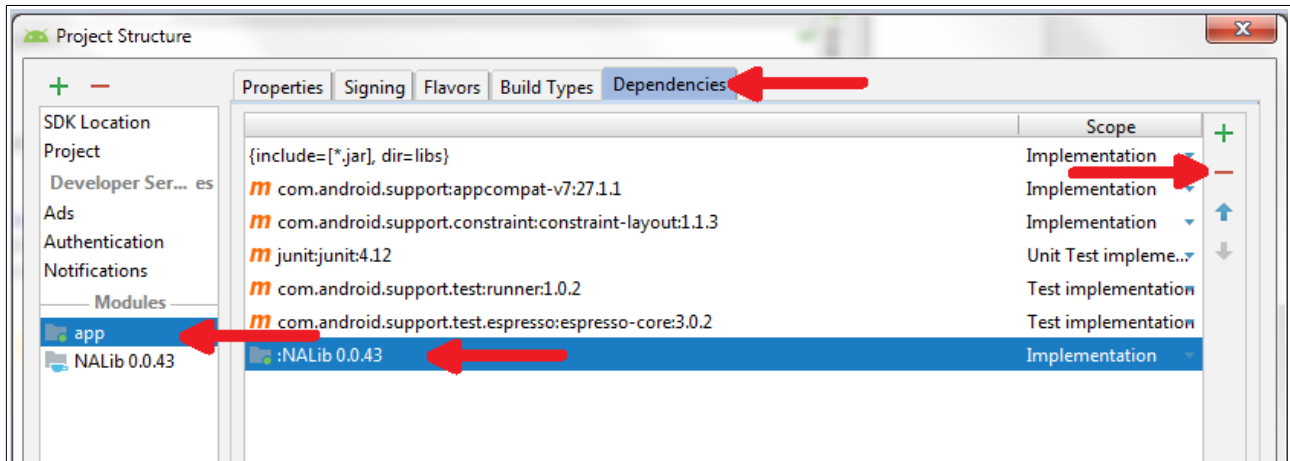 Project Structure
Properties Signing Flavors Build Types Dependencies
SDK Location
Project
Developer Ser... es
Ads
Authentication
Notifications
Modules
app
NALib 0.0.43
Scope
{include=[*.jar], dir=libs} Implementation
m com.android.support:appcompat-v7:27.1.1 Implementation
m com.android.support.constraint:constraint-layout:1.1.3 Implementation
m junit:junit:4.12 Unit Test impleme...
m com.android.support.test:runner:1.0.2 Test implementation
m com.android.support.test.espresso:espresso-core:3.0.2 Test implementation
:NALib 0.0.43 Implementation